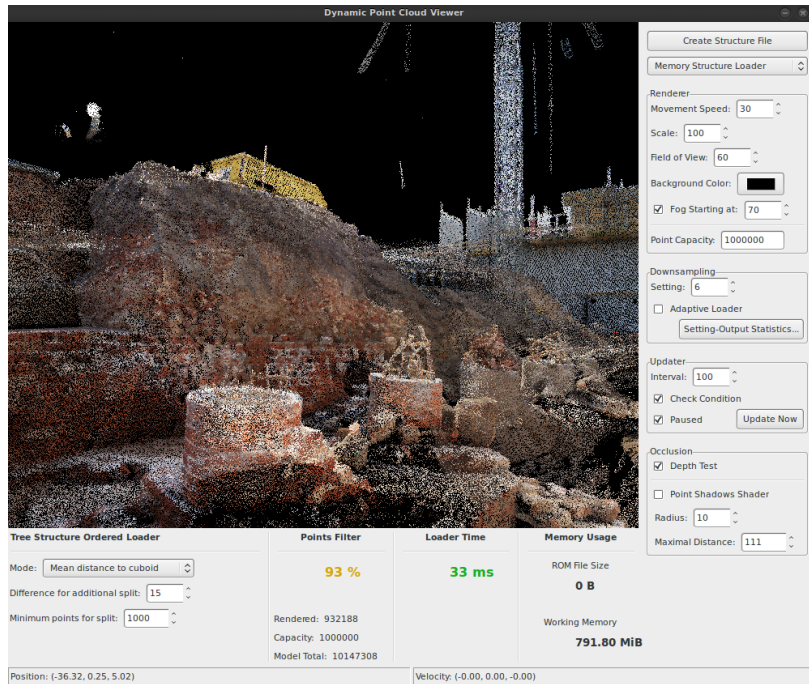 Dynamic Point Cloud Viewer
Create Structure File
Memory Structure Loader
Renderer
Movement Speed: 30
Scale: 100
Field of View: 60
Background Color:
Fog Starting at: 70
Point Capacity: 1000000
Downsampling
Setting: 6
Adaptive Loader
Setting-Output Statistics...
Updater
Interval: 100
Check Condition
Paused Update Now
Occlusion
Depth Test
Point Shadows Shader
Radius: 10
Maximal Distance: 111
Tree Structure Ordered Loader
Mode: Mean distance to cuboid
Difference for additional split: 15
Minimum points for split: 1000
Points Filter
93 %
Rendered: 932188
Capacity: 1000000
Model Total: 10147308
Loader Time
33 ms
Memory Usage
ROM File Size
0 B
Working Memory
791.80 MiB
Position: (-36.32, 0.25, 5.02)
Velocity: (-0.00, 0.00, -0.00)